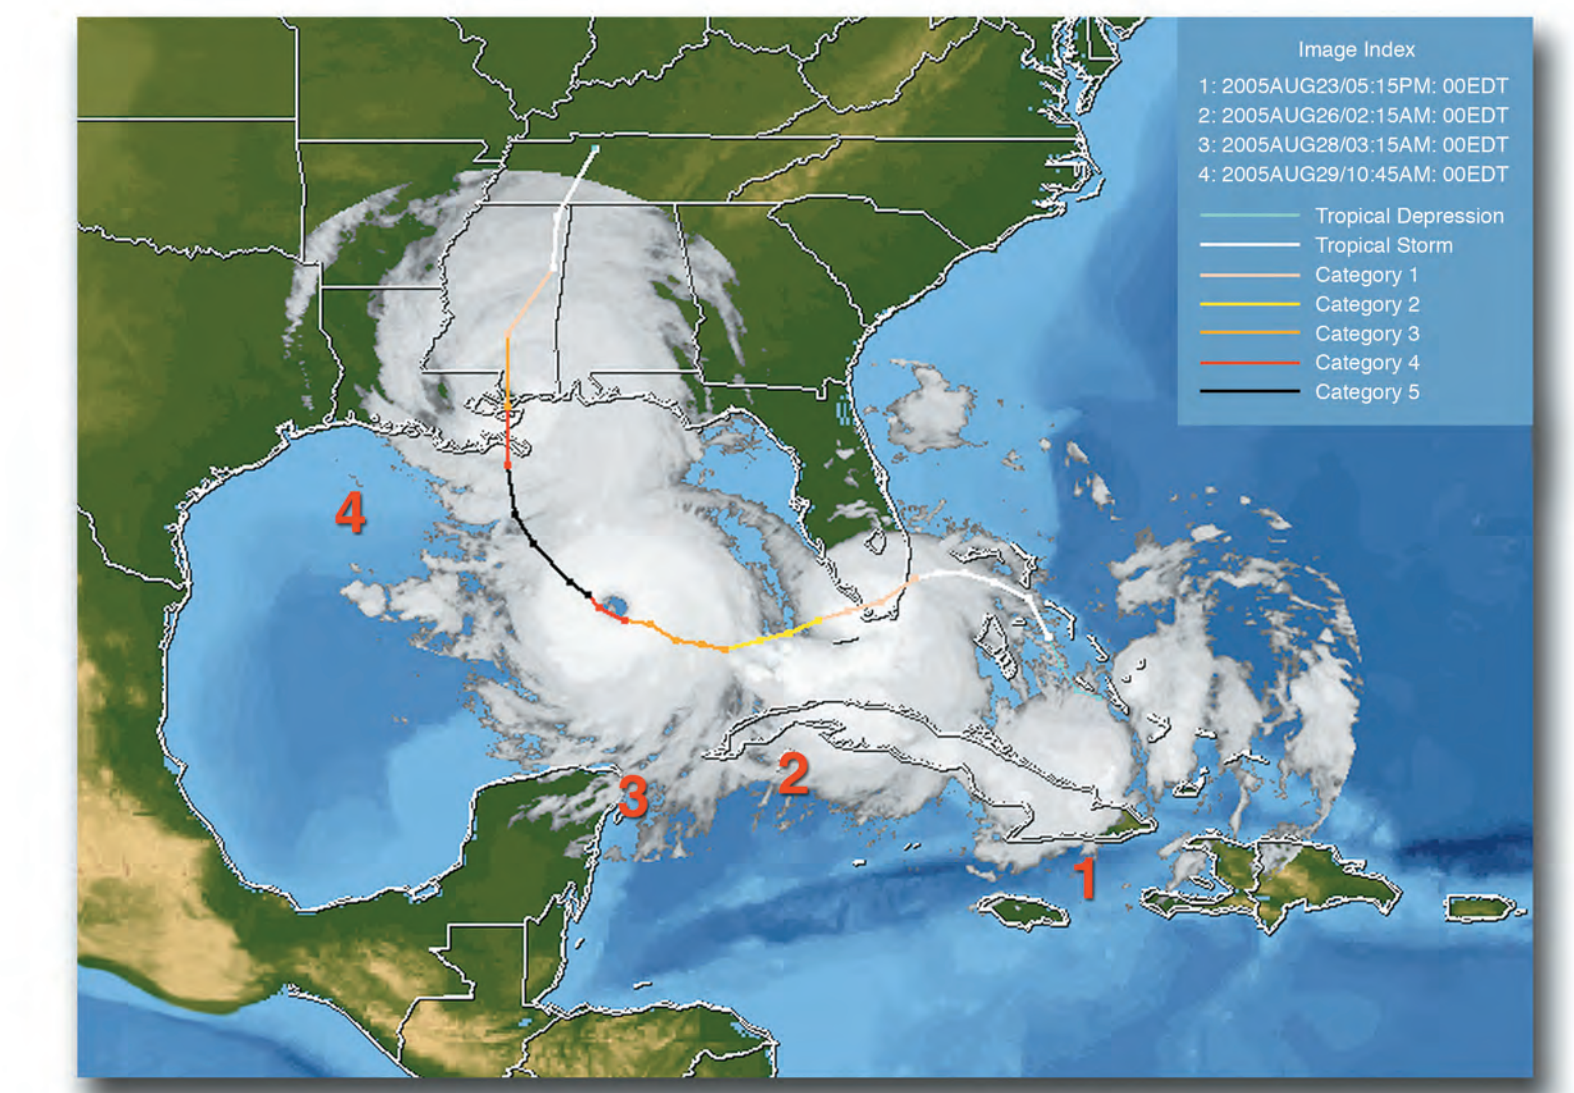 Image Index
1: 2005AUG23/05:15PM: 00EDT
2: 2005AUG26/02:15AM: 00EDT
3: 2005AUG28/03:15AM: 00EDT
4: 2005AUG29/10:45AM: 00EDT
Tropical Depression
Tropical Storm
Category 1
Category 2
Category 3
Category 4
Category 5
4
3
2
1